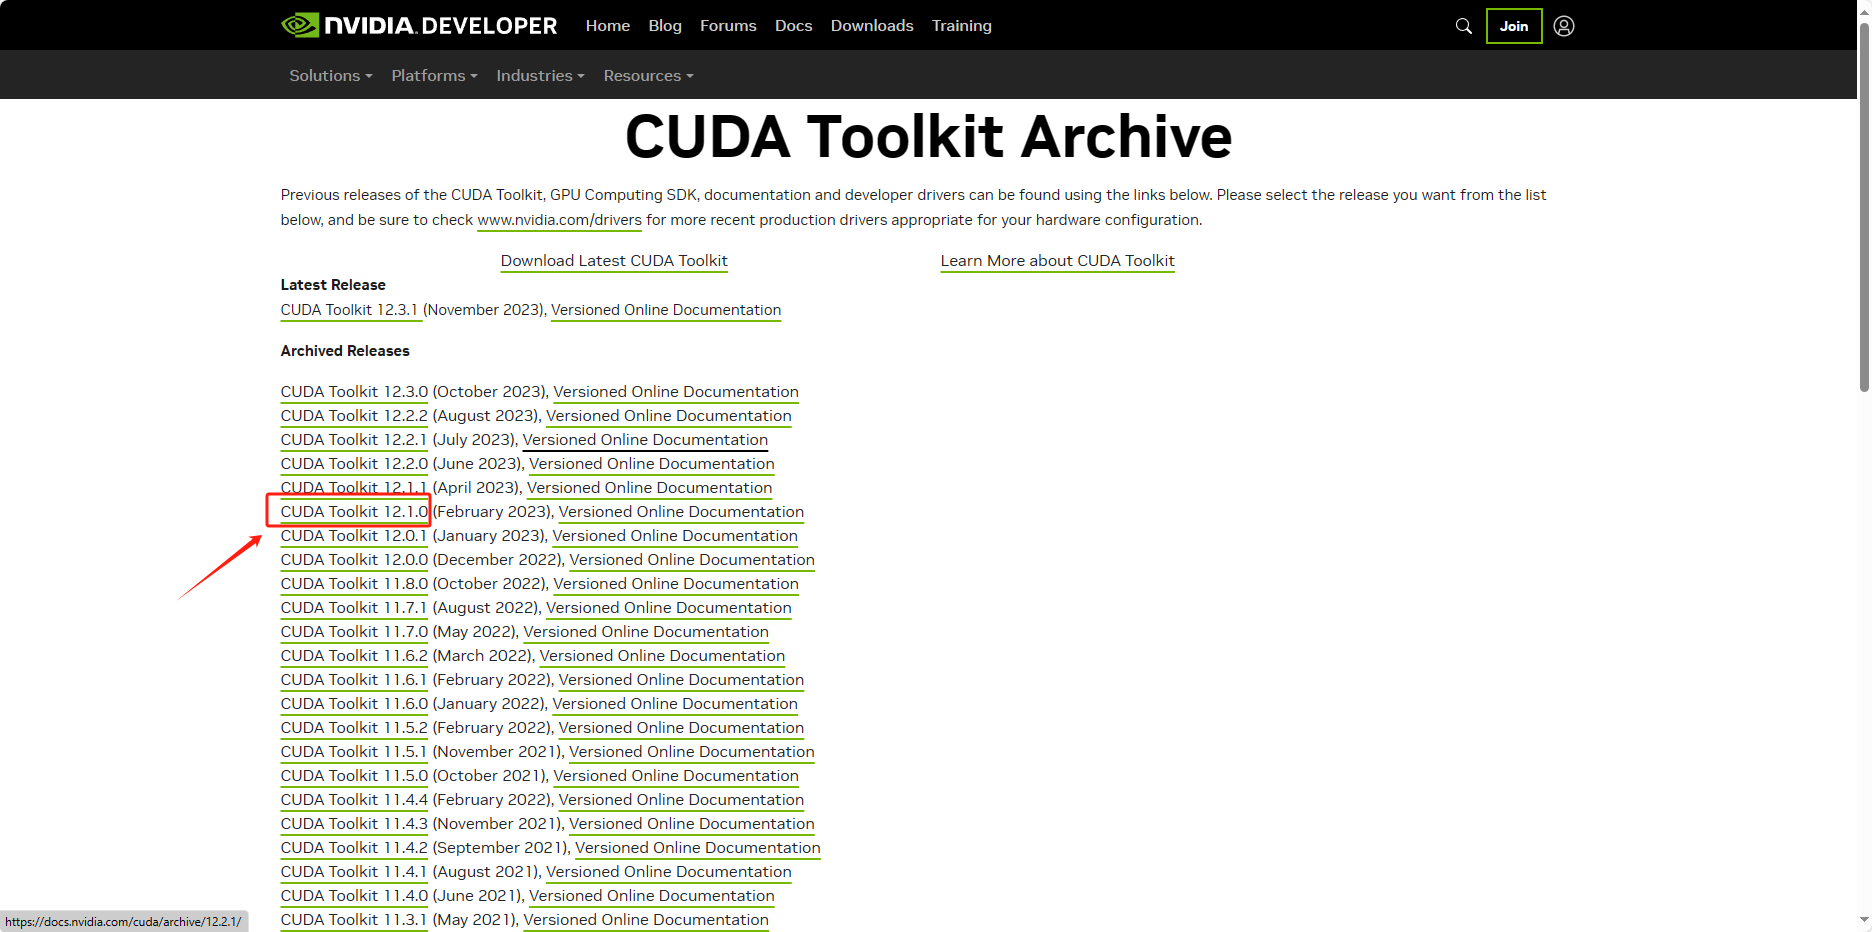 NVIDIA. DEVELOPER Home Blog Forums Docs Downloads Training Join
Solutions Platforms Industries Resources
CUDA Toolkit Archive
Previous releases of the CUDA Toolkit, GPU Computing SDK, documentation and developer drivers can be found using the links below. Please select the release you want from the list
below, and be sure to check www.nvidia.com/drivers for more recent production drivers appropriate for your hardware configuration.
Download Latest CUDA Toolkit Learn More about CUDA Toolkit
Latest Release
CUDA Toolkit 12.3.1 (November 2023), Versioned Online Documentation
Archived Releases
CUDA Toolkit 12.3.0 (October 2023), Versioned Online Documentation
CUDA Toolkit 12.2.2 (August 2023), Versioned Online Documentation
CUDA Toolkit 12.2.1 (July 2023), Versioned Online Documentation
CUDA Toolkit 12.2.0 (June 2023), Versioned Online Documentation
CUDA Toolkit 12.1.1 (April 2023), Versioned Online Documentation
CUDA Toolkit 12.1.0 (February 2023), Versioned Online Documentation
CUDA Toolkit 12.0.1 (January 2023), Versioned Online Documentation
CUDA Toolkit 12.0.0 (December 2022), Versioned Online Documentation
CUDA Toolkit 11.8.0 (October 2022), Versioned Online Documentation
CUDA Toolkit 11.7.1 (August 2022), Versioned Online Documentation
CUDA Toolkit 11.7.0 (May 2022), Versioned Online Documentation
CUDA Toolkit 11.6.2 (March 2022), Versioned Online Documentation
CUDA Toolkit 11.6.1 (February 2022), Versioned Online Documentation
CUDA Toolkit 11.6.0 (January 2022), Versioned Online Documentation
CUDA Toolkit 11.5.2 (February 2022), Versioned Online Documentation
CUDA Toolkit 11.5.1 (November 2021), Versioned Online Documentation
CUDA Toolkit 11.5.0 (October 2021), Versioned Online Documentation
CUDA Toolkit 11.4.4 (February 2022), Versioned Online Documentation
CUDA Toolkit 11.4.3 (November 2021), Versioned Online Documentation
CUDA Toolkit 11.4.2 (September 2021), Versioned Online Documentation
CUDA Toolkit 11.4.1 (August 2021), Versioned Online Documentation
CUDA Toolkit 11.4.0 (June 2021), Versioned Online Documentation
CUDA Toolkit 11.3.1 (May 2021), Versioned Online Documentation
https://docs.nvidia.com/cuda/archive/12.2.1/